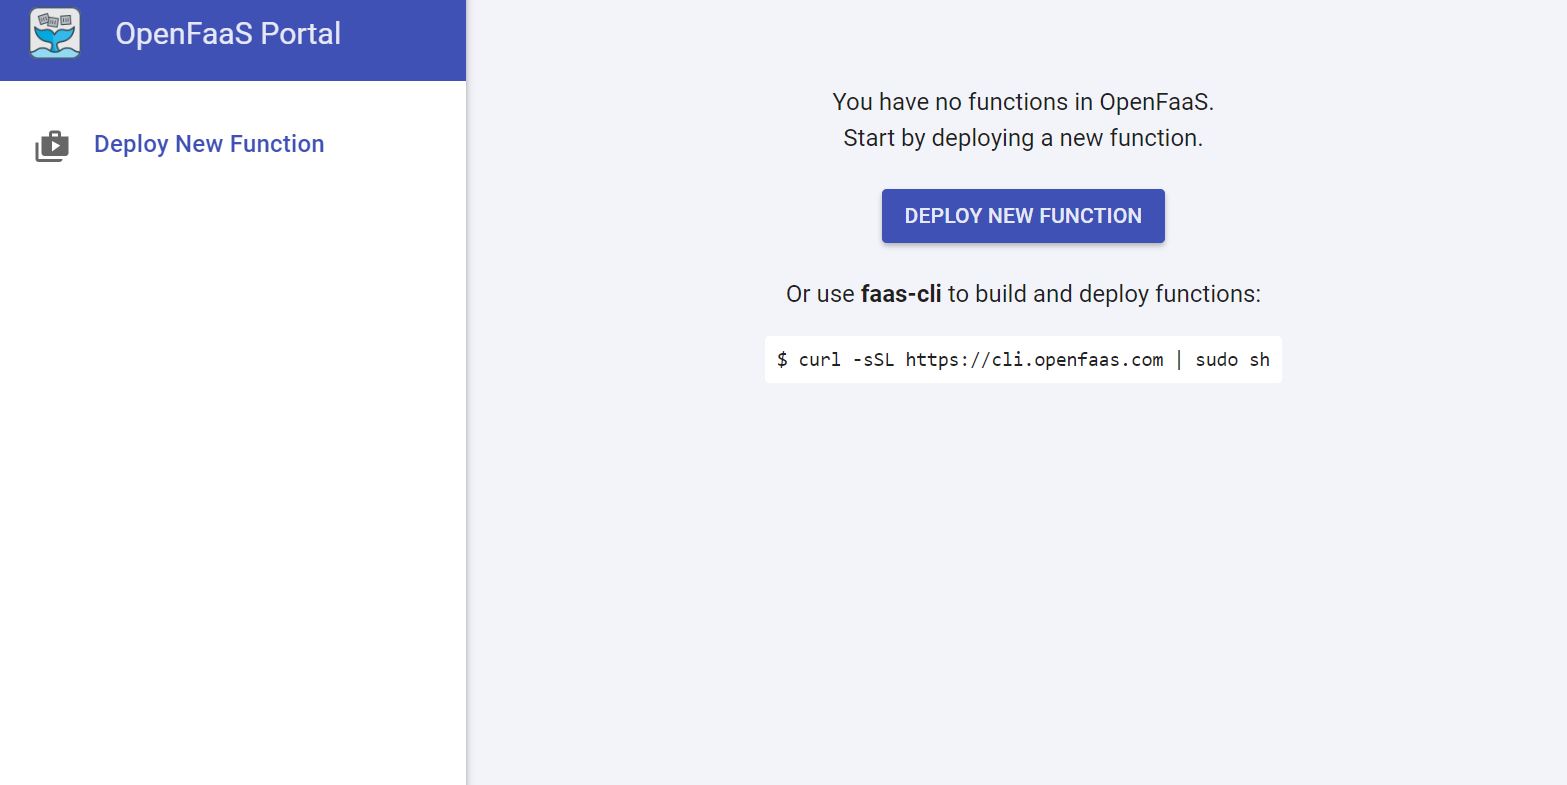 OpenFaaS Portal
Deploy New Function
You have no functions in OpenFaaS.
Start by deploying a new function.
DEPLOY NEW FUNCTION
Or use faas-cli to build and deploy functions:
$ curl -sSL https://cli.openfaas.com | sudo sh